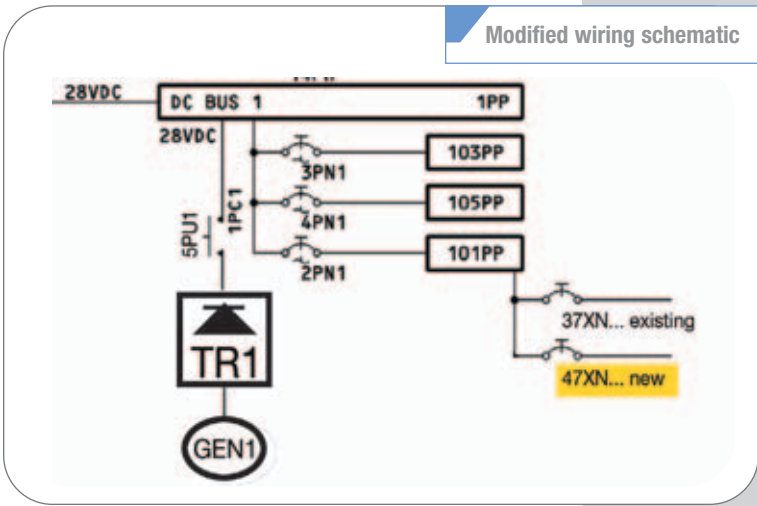 Modified wiring schematic
28VDC
DC BUS 1 1PP
28VDC
103PP
3PN1
1PC1
105PP
4PN1
5PU1
101PP
2PN1
37XN... existing
TR1
47XN... new
GEN1